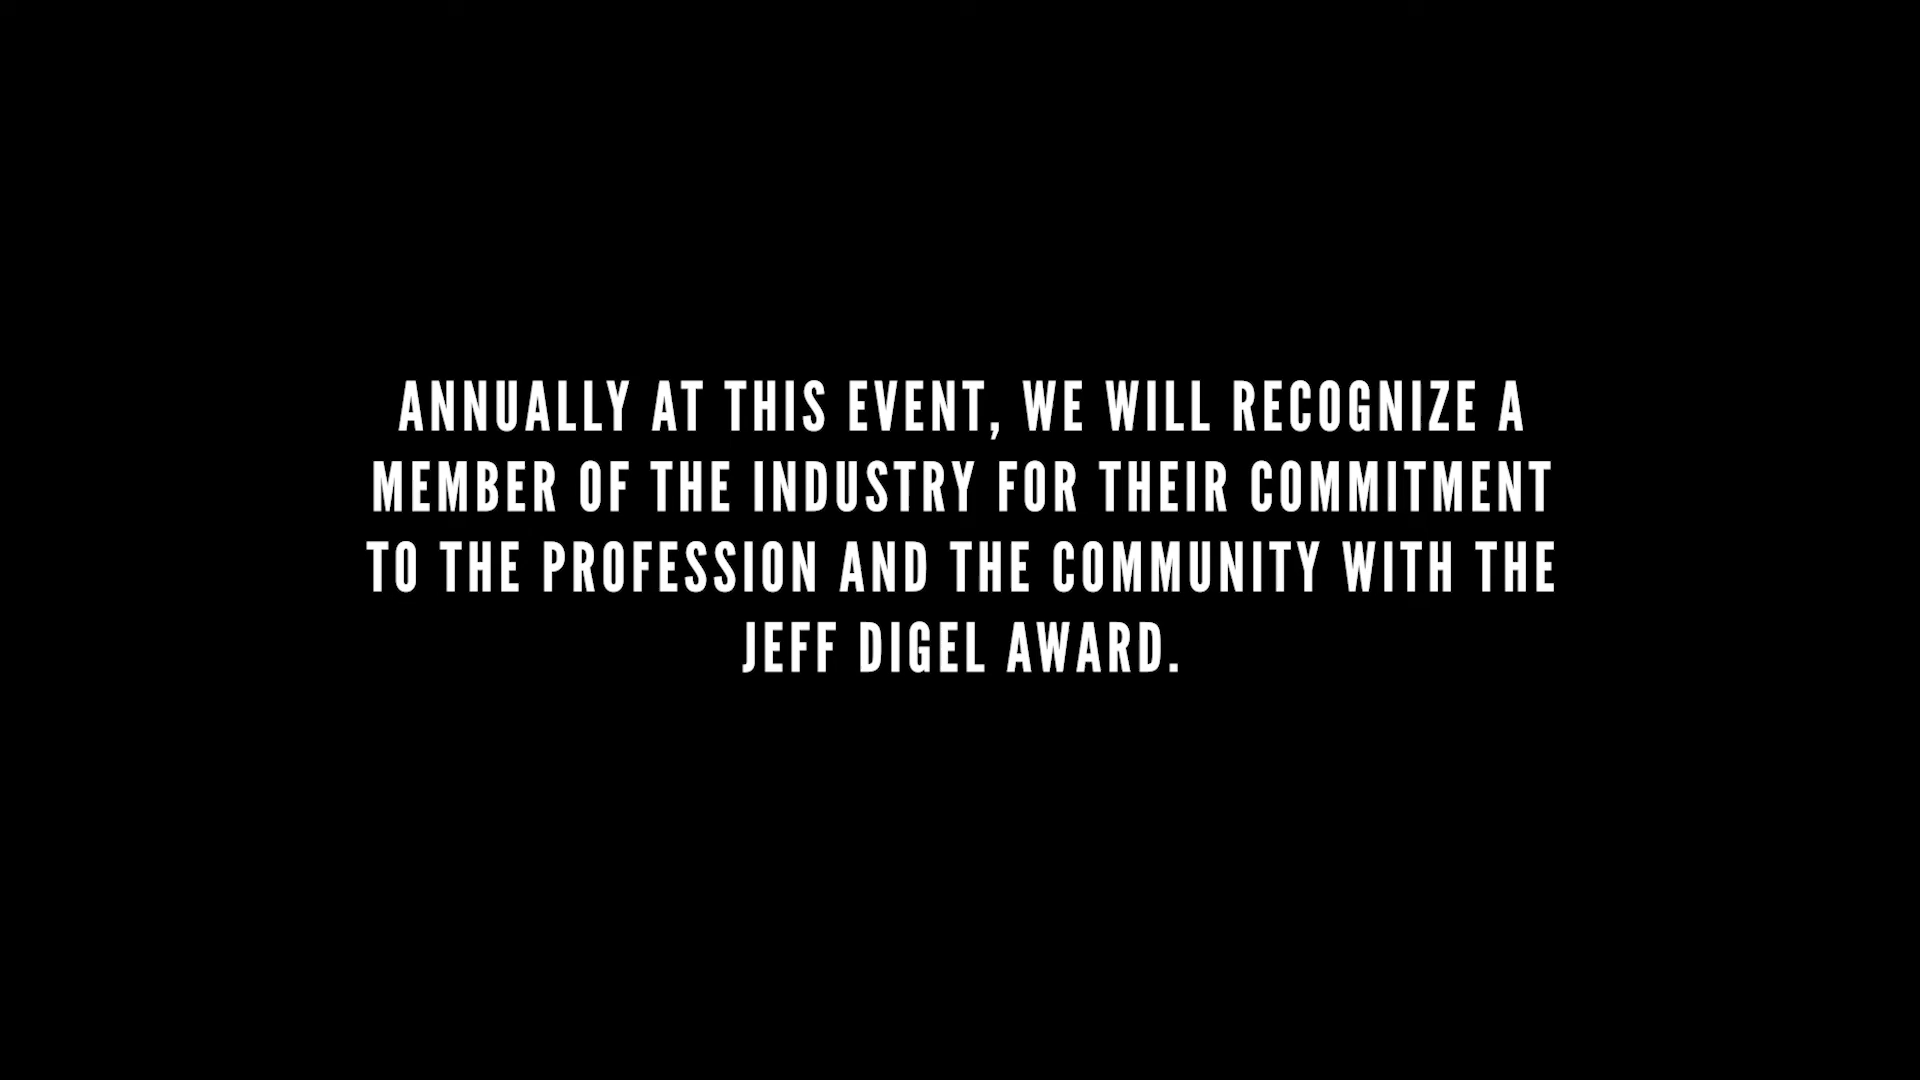 ANNUALLY AT THIS EVENT, WE WILL RECOGNIZE A
MEMBER OF THE INDUSTRY FOR THEIR COMMITMENT
TO THE PROFESSION AND THE COMMUNITY WITH THE
JEFF DIGEL AWARD.